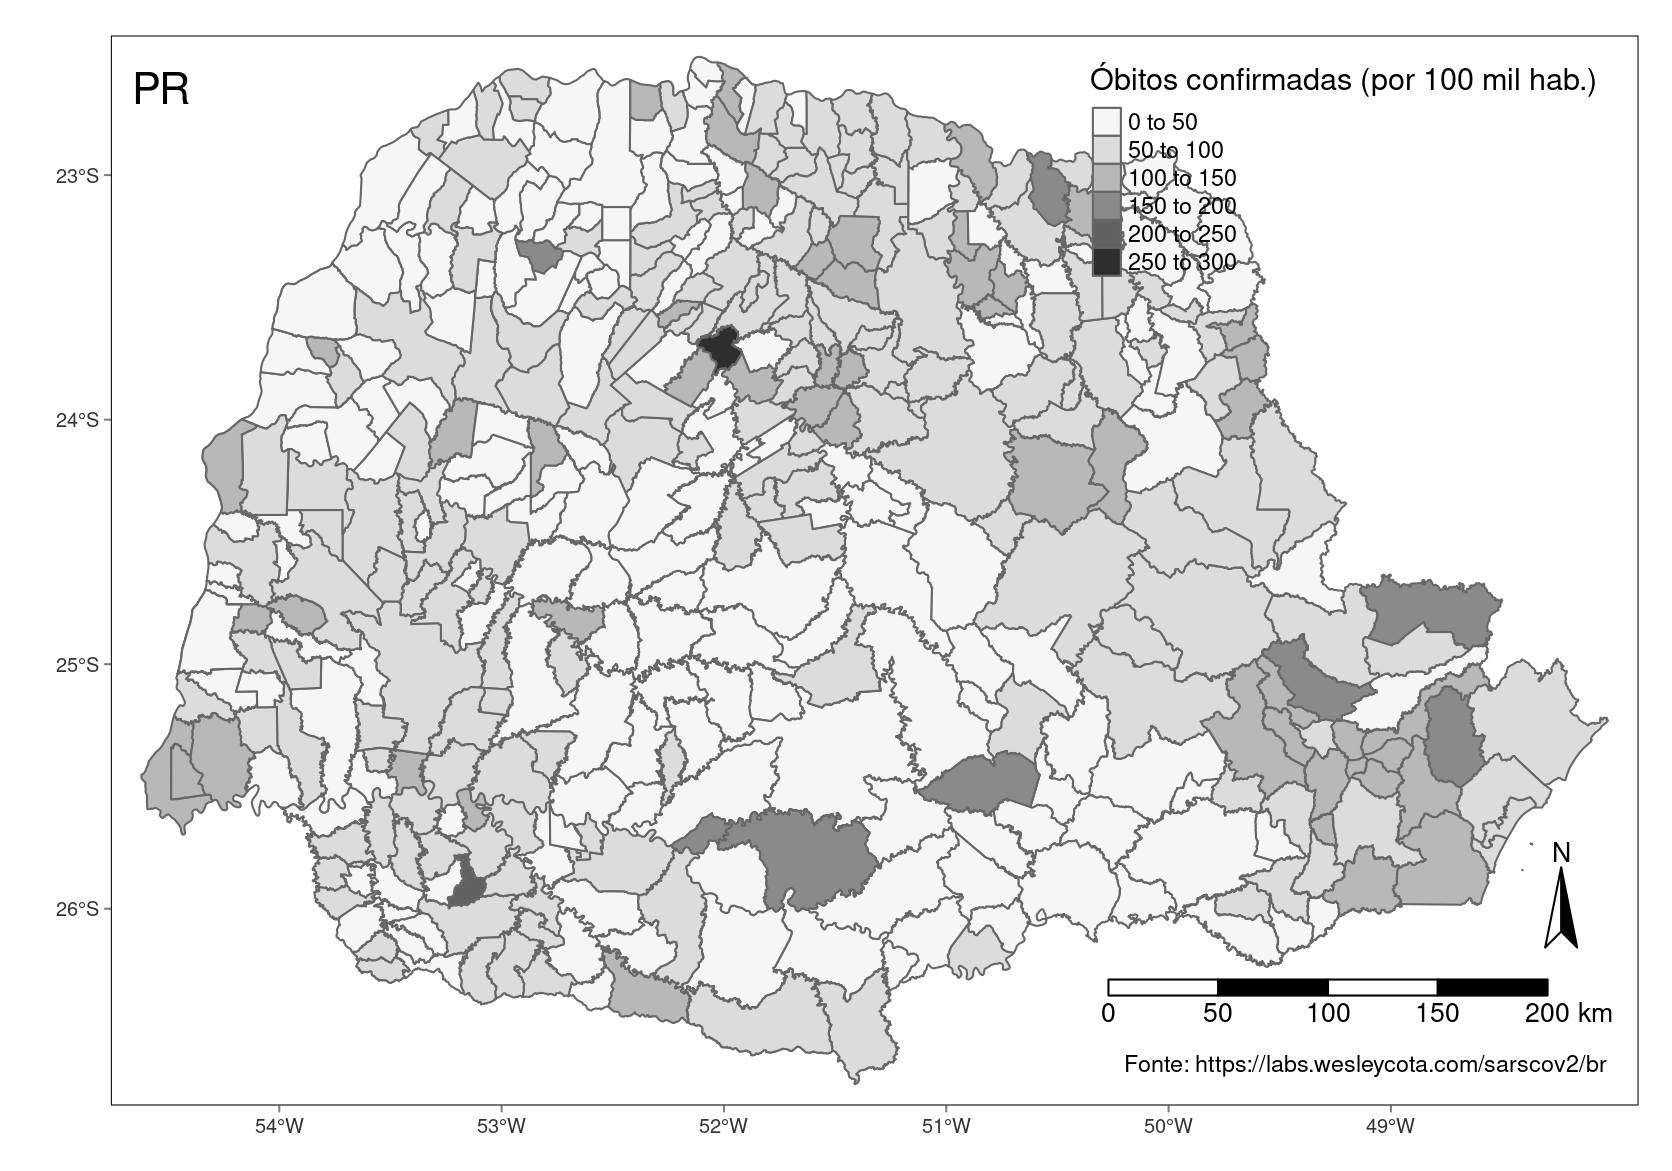 PR
Óbitos confirmadas (por 100 mil hab.)
0 to 50
50 to 100
100 to 150
150 to 200
200 to 250
250 to 300
23°S
24°S
25°S
26°S
N
0 50 100 150 200 km
Fonte: https://labs.wesleycota.com/sarscov2/br
54°W 53°W 52°W 51°W 50°W 49°W